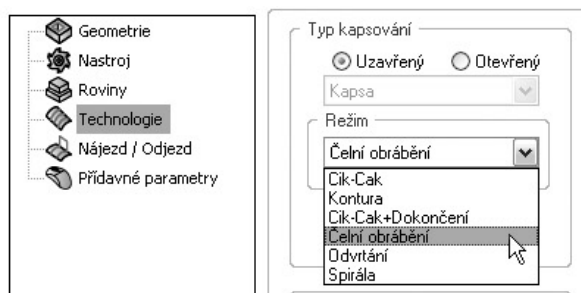 Geometrie
Nastroj
Roviny
Technologie
Nájezd / Odjezd
Přídavné parametry
Typ kapsování
Uzavřený
Otevřený
Kapsa
Režim
Čelní obrábění
Cik-Cak
Kontura
Cik-Cak+Dokončení
Čelní obrábění
Odvrtání
Spirála